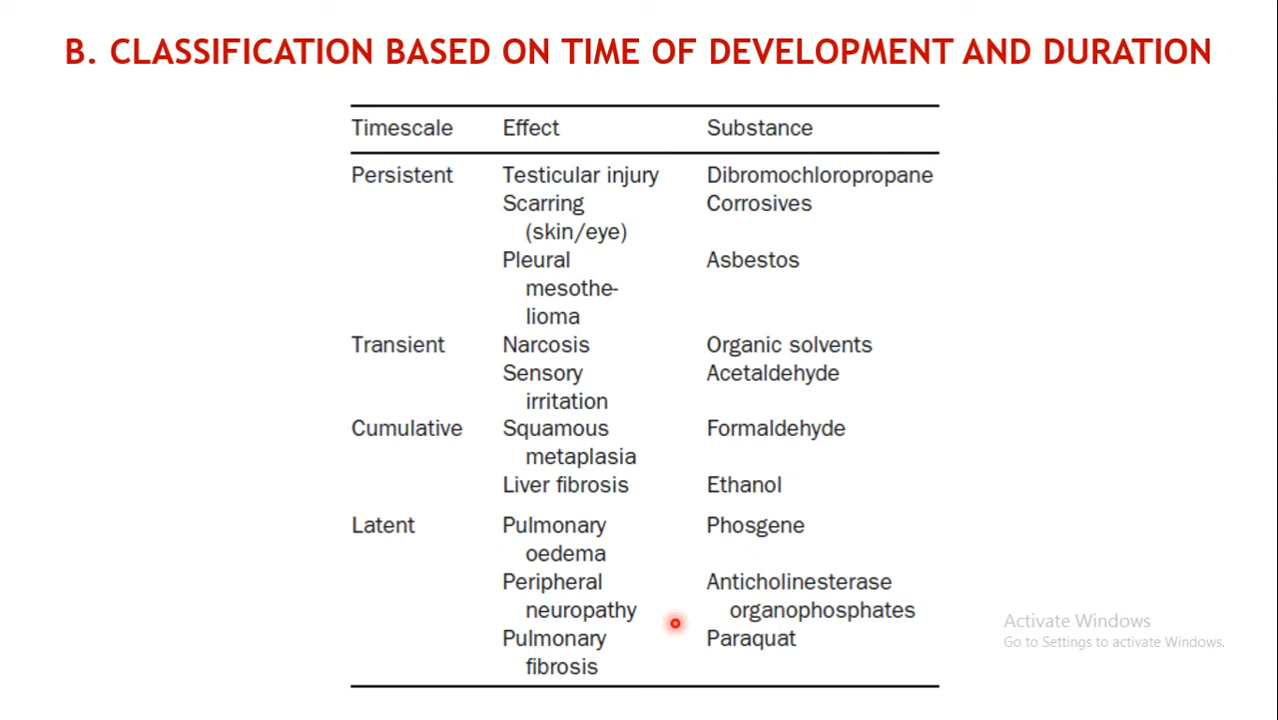 B. CLASSIFICATION BASED ON TIME OF DEVELOPMENT AND DURATION
Timescale Effect Substance
Persistent Testicular injury Dibromochloropropane
Scarring Corrosives
(skin/eye)
Pleural Asbestos
mesothe-
lioma
Transient Narcosis Organic solvents
Sensory Acetaldehyde
irritation
Cumulative Squamous Formaldehyde
metaplasia
Liver fibrosis Ethanol
Latent Pulmonary Phosgene
oedema
Peripheral Anticholinesterase
neuropathy organophosphates
Pulmonary Paraquat
fibrosis
Activate Windows
Go to Settings to activate Windows.